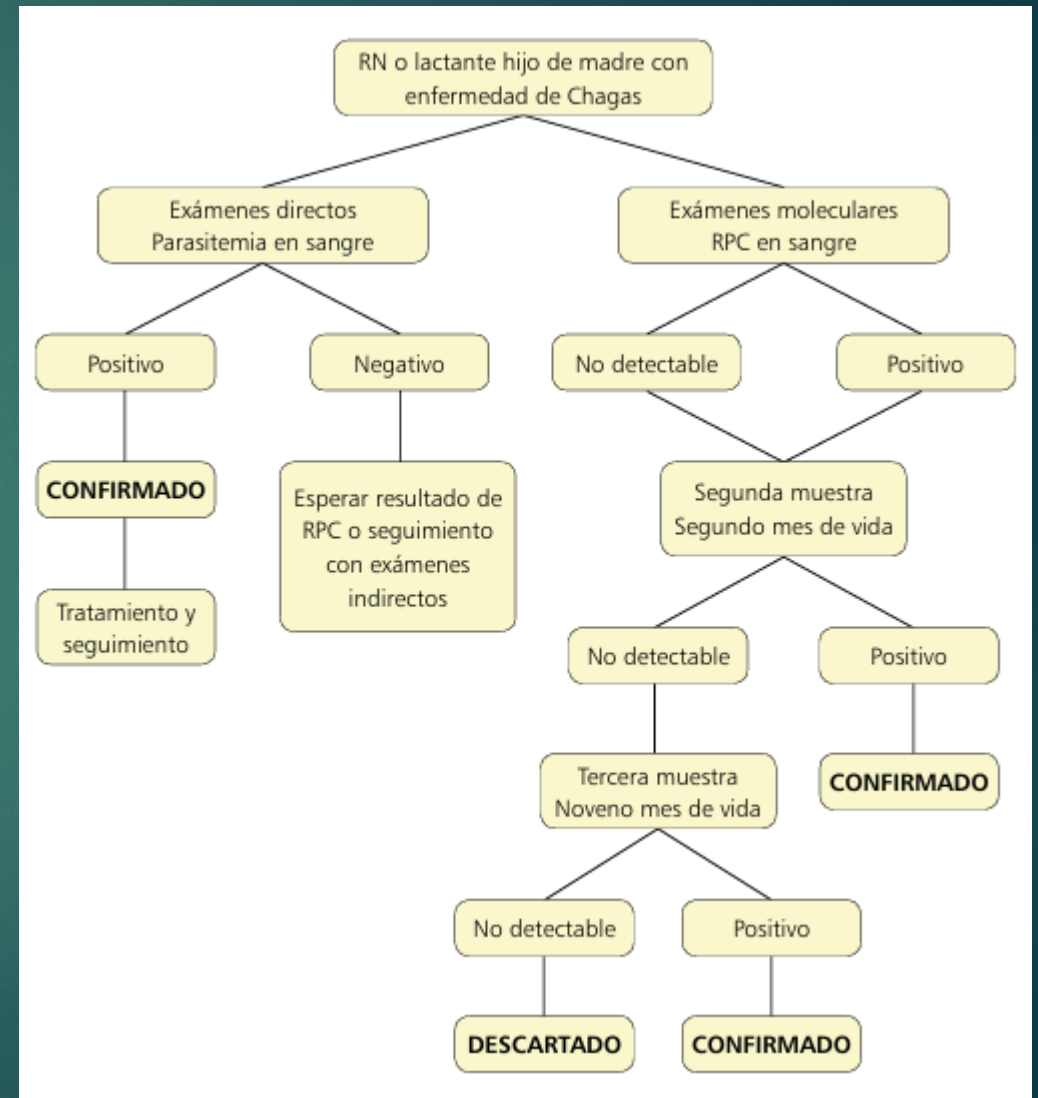 RN o lactante hijo de madre con
enfermedad de Chagas
Exámenes directos
Parasitemia en sangre
Exámenes moleculares
RPC en sangre
Positivo
Negativo
No detectable
Positivo
CONFIRMADO
Esperar resultado de
RPC o seguimiento
con exámenes
indirectos
Segunda muestra
Segundo mes de vida
Tratamiento y
seguimiento
No detectable
Positivo
Tercera muestra
Noveno mes de vida
CONFIRMADO
No detectable
Positivo
DESCARTADO
CONFIRMADO